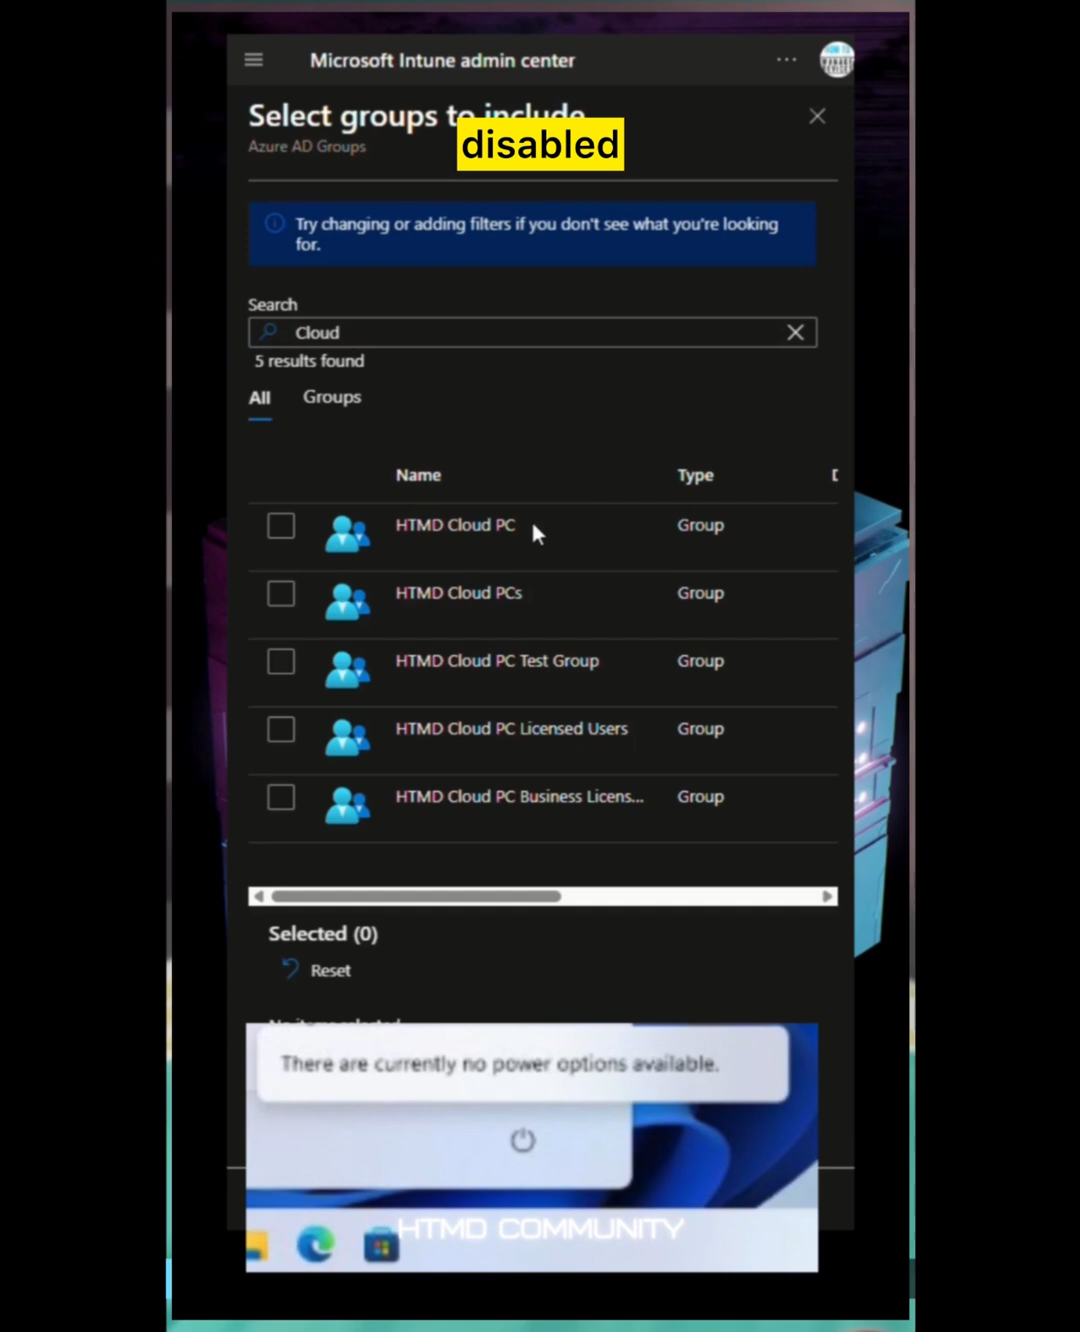 Microsoft Intune admin center
Select groups to include
Azure AD Groups
disabled
Try changing or adding filters if you don't see what you're looking
for.
Search
Cloud
5 results found
All Groups
Name Type
HTMD Cloud PC Group
HTMD Cloud PCs Group
HTMD Cloud PC Test Group Group
HTMD Cloud PC Licensed Users Group
HTMD Cloud PC Business Licens... Group
Selected (0)
Reset
No items selected
There are currently no power options available.
HTMD COMMUNITY